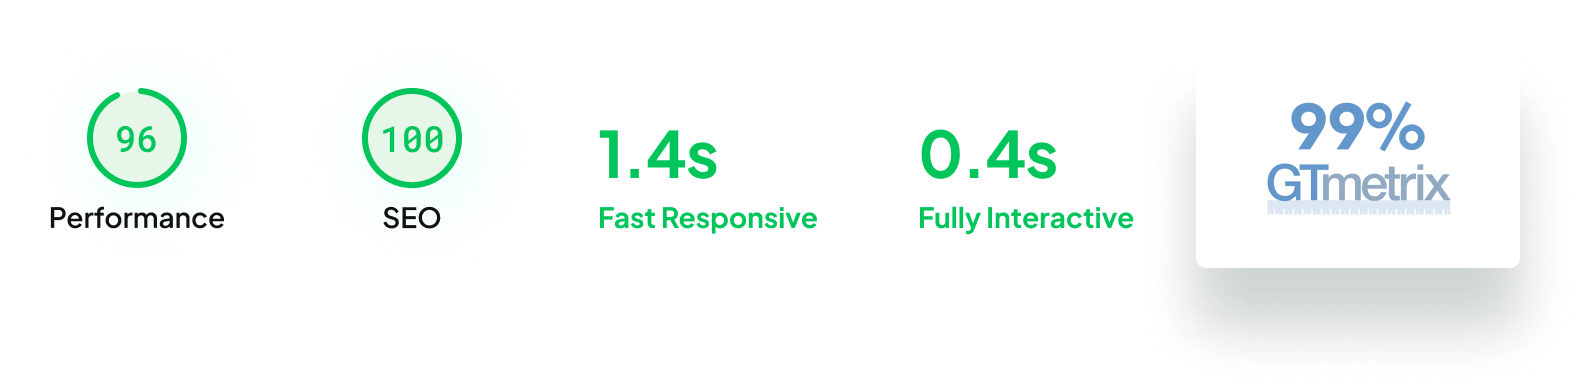 96
Performance
100
SEO
1.4s
Fast Responsive
0.4s
Fully Interactive
99%
GTmetrix